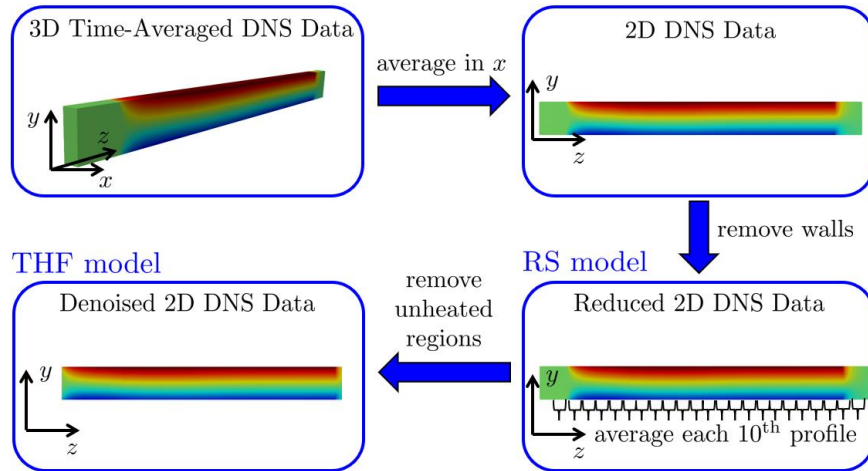 3D Time-Averaged DNS Data
y
z
x
average in x
2D DNS Data
y
z
remove walls
RS model
Reduced 2D DNS Data
y
z
average each 10th profile
remove
unheated
regions
THF model
Denoised 2D DNS Data
y
z